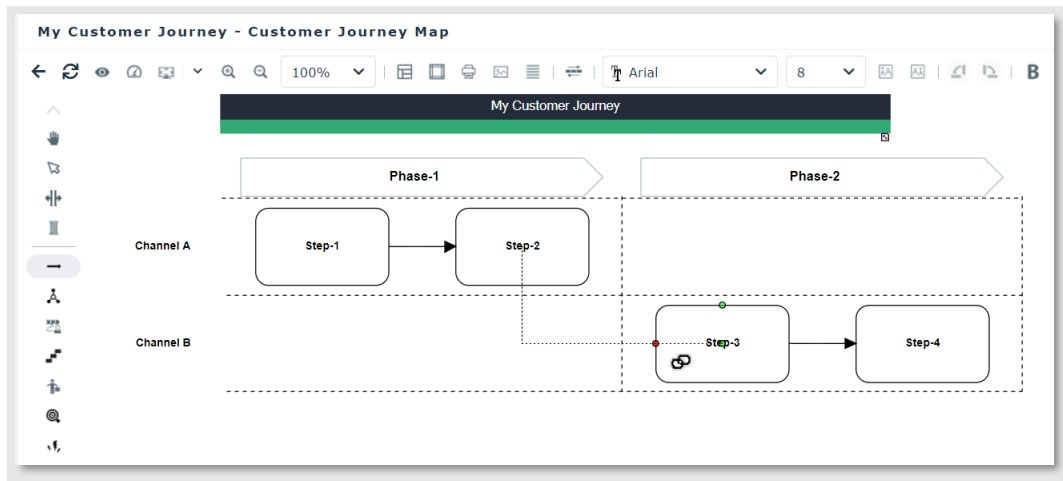 My Customer Journey - Customer Journey Map
100%
Arial
8
B
My Customer Journey
Phase-1
Phase-2
Channel A
Step-1
Step-2
Channel B
Step-3
Step-4